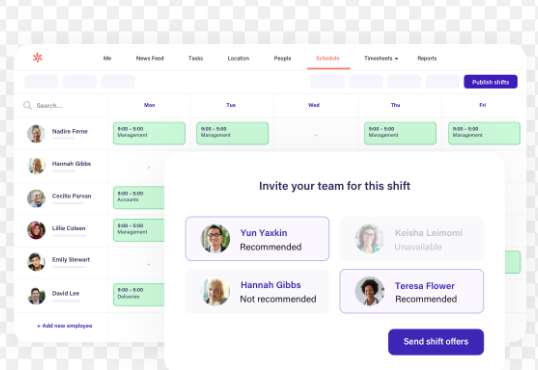 Me News Feed Tasks Location People Schedule Timesheets Reports
Publish shifts
Search... Mon Tue Wed Thu Fri
Nadire Feme
9:00 – 5:00
Management
9:00 – 5:00
Management
9:00 – 5:00
Management
9:00 – 5:00
Management
Hannah Gibbs
Cecilio Parvan
9:00 – 5:00
Accounts
Lillie Coleen
9:00 – 5:00
Management
Emily Stewart
David Lee
9:00 – 5:00
Deliveries
+ Add new employee
Invite your team for this shift
Yun Yaxkin
Recommended
Keisha Leimomi
Unavailable
Hannah Gibbs
Not recommended
Teresa Flower
Recommended
Send shift offers